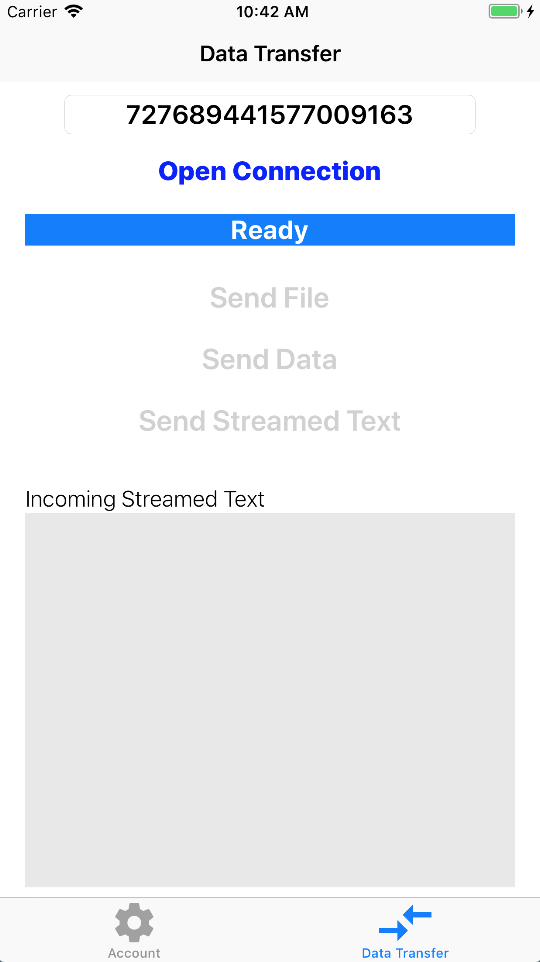 Carrier 10:42 AM
Data Transfer
727689441577009163
Open Connection
Ready
Send File
Send Data
Send Streamed Text
Incoming Streamed Text
Account Data Transfer